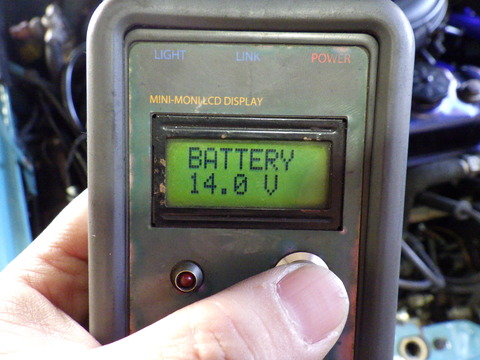 LIGHT LINK POWER
MINI-MONI LCD DISPLAY
BATTERY
14.0 V